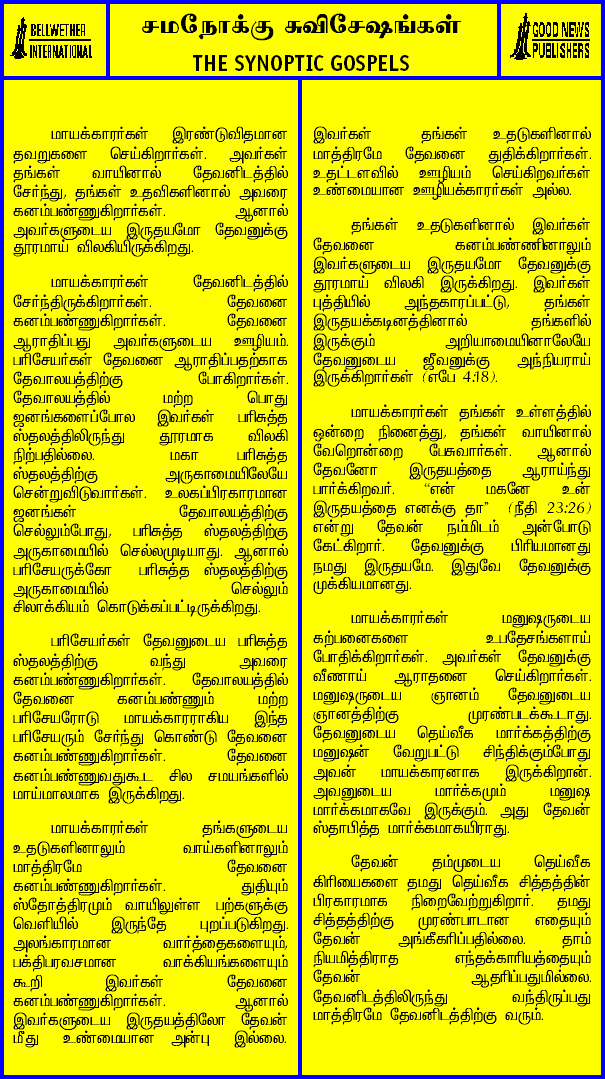 BELLWETHER
INTERNATIONAL
சமநோக்கு சுவிசேஷங்கள்
THE SYNOPTIC GOSPELS
GOOD NEWS
PUBLISHERS
மாயக்காரர்கள் இரண்டுவிதமான
தவறுகளை செய்கிறார்கள். அவர்கள்
தங்கள் வாயினால் தேவனிடத்தில்
சேர்ந்து, தங்கள் உதவிகளினால் அவரை
கனம்பண்ணுகிறார்கள். ஆனால்
அவர்களுடைய இருதயமோ தேவனுக்கு
தூரமாய் விலகியிருக்கிறது.
மாயக்காரர்கள் தேவனிடத்தில்
சேர்ந்திருக்கிறார்கள். தேவனை
கனம்பண்ணுகிறார்கள். தேவனை
ஆராதிப்பது அவர்களுடைய ஊழியம்.
பரிசேயர்கள் தேவனை ஆராதிப்பதற்காக
தேவாலயத்திற்கு போகிறார்கள்.
தேவாலயத்தில் மற்ற பொது
ஜனங்களைப்போல இவர்கள் பரிசுத்த
ஸ்தலத்திலிருந்து தூரமாக விலகி
நிற்பதில்லை. மகா பரிசுத்த
ஸ்தலத்திற்கு அருகாமையிலேயே
சென்றுவிடுவார்கள். உலகப்பிரகாரமான
ஜனங்கள் தேவாலயத்திற்கு
செல்லும்போது, பரிசுத்த ஸ்தலத்திற்கு
அருகாமையில் செல்லமுடியாது. ஆனால்
பரிசேயருக்கோ பரிசுத்த ஸ்தலத்திற்கு
அருகாமையில் செல்லும்
சிலாக்கியம் கொடுக்கப்பட்டிருக்கிறது.
பரிசேயர்கள் தேவனுடைய பரிசுத்த
ஸ்தலத்திற்கு வந்து அவரை
கனம்பண்ணுகிறார்கள். தேவாலயத்தில்
தேவனை கனம்பண்ணும் மற்ற
பரிசேயரோடு மாயக்காரராகிய இந்த
பரிசேயரும் சேர்ந்து கொண்டு தேவனை
கனம்பண்ணுகிறார்கள். தேவனை
கனம்பண்ணுவதுகூட சில சமயங்களில்
மாய்மாலமாக இருக்கிறது.
மாயக்காரர்கள் தங்களுடைய
உதடுகளினாலும் வாய்களினாலும்
மாத்திரமே தேவனை
கனம்பண்ணுகிறார்கள். துதியும்
ஸ்தோத்திரமும் வாயிலுள்ள பற்களுக்கு
வெளியில் இருந்தே புறப்படுகிறது.
அலங்காரமான வார்த்தைகளையும்,
பக்திபரவசமான வாக்கியங்களையும்
கூறி இவர்கள் தேவனை
கனம்பண்ணுகிறார்கள். ஆனால்
இவர்களுடைய இருதயத்திலோ தேவன்
மீது உண்மையான அன்பு இல்லை.
இவர்கள் தங்கள் உதடுகளினால்
மாத்திரமே தேவனை துதிக்கிறார்கள்.
உதட்டளவில் ஊழியம் செய்கிறவர்கள்
உண்மையான ஊழியக்காரர்கள் அல்ல.
தங்கள் உதடுகளினால் இவர்கள்
தேவனை கனம்பண்ணினாலும்
இவர்களுடைய இருதயமோ தேவனுக்கு
தூரமாய் விலகி இருக்கிறது. இவர்கள்
புத்தியில் அந்தகாரப்பட்டு, தங்கள்
இருதயக்கடினத்தினால் தங்களில்
இருக்கும் அறியாமையினாலேயே
தேவனுடைய ஜீவனுக்கு அந்நியராய்
இருக்கிறார்கள் (எபே 4:18).
மாயக்காரர்கள் தங்கள் உள்ளத்தில்
ஒன்றை நினைத்து, தங்கள் வாயினால்
வேறொன்றை பேசுவார்கள். ஆனால்
தேவனோ இருதயத்தை ஆராய்ந்து
பார்க்கிறவர். “என் மகனே உன்
இருதயத்தை எனக்கு தா” (நீதி 23:26)
என்று தேவன் நம்மிடம் அன்போடு
கேட்கிறார். தேவனுக்கு பிரியமானது
நமது இருதயமே. இதுவே தேவனுக்கு
முக்கியமானது.
மாயக்காரர்கள் மனுஷருடைய
கற்பனைகளை உபதேசங்களாய்
போதிக்கிறார்கள். அவர்கள் தேவனுக்கு
வீணாய் ஆராதனை செய்கிறார்கள்.
மனுஷருடைய ஞானம் தேவனுடைய
ஞானத்திற்கு முரண்படக்கூடாது.
தேவனுடைய தெய்வீக மார்க்கத்திற்கு
மனுஷன் வேறுபட்டு சிந்திக்கும்போது
அவன் மாயக்காரனாக இருக்கிறான்.
அவனுடைய மார்க்கமும் மனுஷ
மார்க்கமாகவே இருக்கும். அது தேவன்
ஸ்தாபித்த மார்க்கமாகயிராது.
தேவன் தம்முடைய தெய்வீக
கிரியைகளை தமது தெய்வீக சித்தத்தின்
பிரகாரமாக நிறைவேற்றுகிறார். தமது
சித்தத்திற்கு முரண்பாடான எதையும்
தேவன் அங்கீகரிப்பதில்லை. தாம்
நியமித்திராத எந்தக்காரியத்தையும்
தேவன் ஆதரிப்பதுமில்லை.
தேவனிடத்திலிருந்து வந்திருப்பது
மாத்திரமே தேவனிடத்திற்கு வரும்.